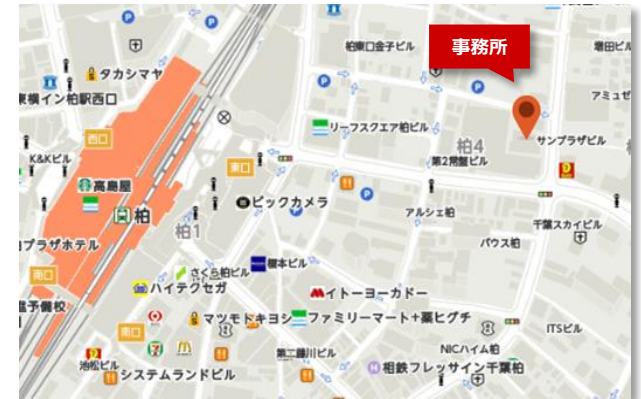 事務所
柏東口金子ビル
増田ビ
タカシマヤ
東横イン柏駅西口
アミュゼ
リーフスクエア柏ビル
サンプラザビル
柏4
西口
K&Kビル
第2常盤ビル
東口
高島屋
ビックカメラ
柏
アルシェ柏
千葉スカイビル
柏1
プラザホテル
パウス柏
さくら柏ビル
榎本ビル
南口
ハイテクセガ
イトーヨーカドー
予備校
マツモトキヨシ
ファミリーマート+薬ヒグチ
南口
ITSビル
NICハイム柏
第二藤川ビル
池松ビル
システムランドビル
相鉄フレッサイン千葉柏